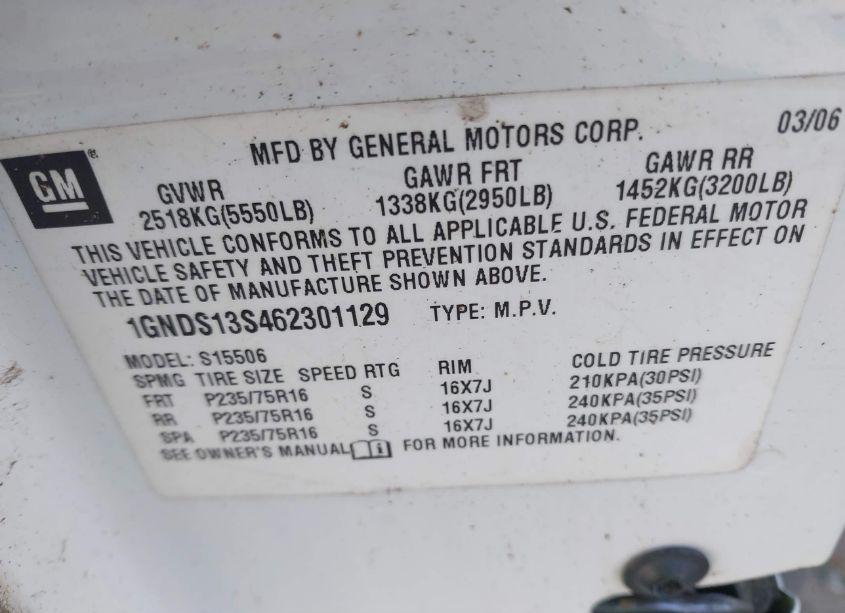 03/06
MFD BY GENERAL MOTORS CORP.
GM®
GVWR GAWR FRT GAWR RR
2518KG(5550LB) 1338KG(2950LB) 1452KG(3200LB)
THIS VEHICLE CONFORMS TO ALL APPLICABLE U.S. FEDERAL MOTOR
VEHICLE SAFETY AND THEFT PREVENTION STANDARDS IN EFFECT ON
THE DATE OF MANUFACTURE SHOWN ABOVE.
1GNDS13S462301129 TYPE: M.P.V.
MODEL: S15506
SPMG TIRE SIZE SPEED RTG RIM COLD TIRE PRESSURE
FRT P235/75R16 S 16X7J 210KPA(30PSI)
RR P235/75R16 S 16X7J 240KPA(35PSI)
SPA P235/75R16 S 16X7J 240KPA(35PSI)
SEE OWNER'S MANUAL FOR MORE INFORMATION.